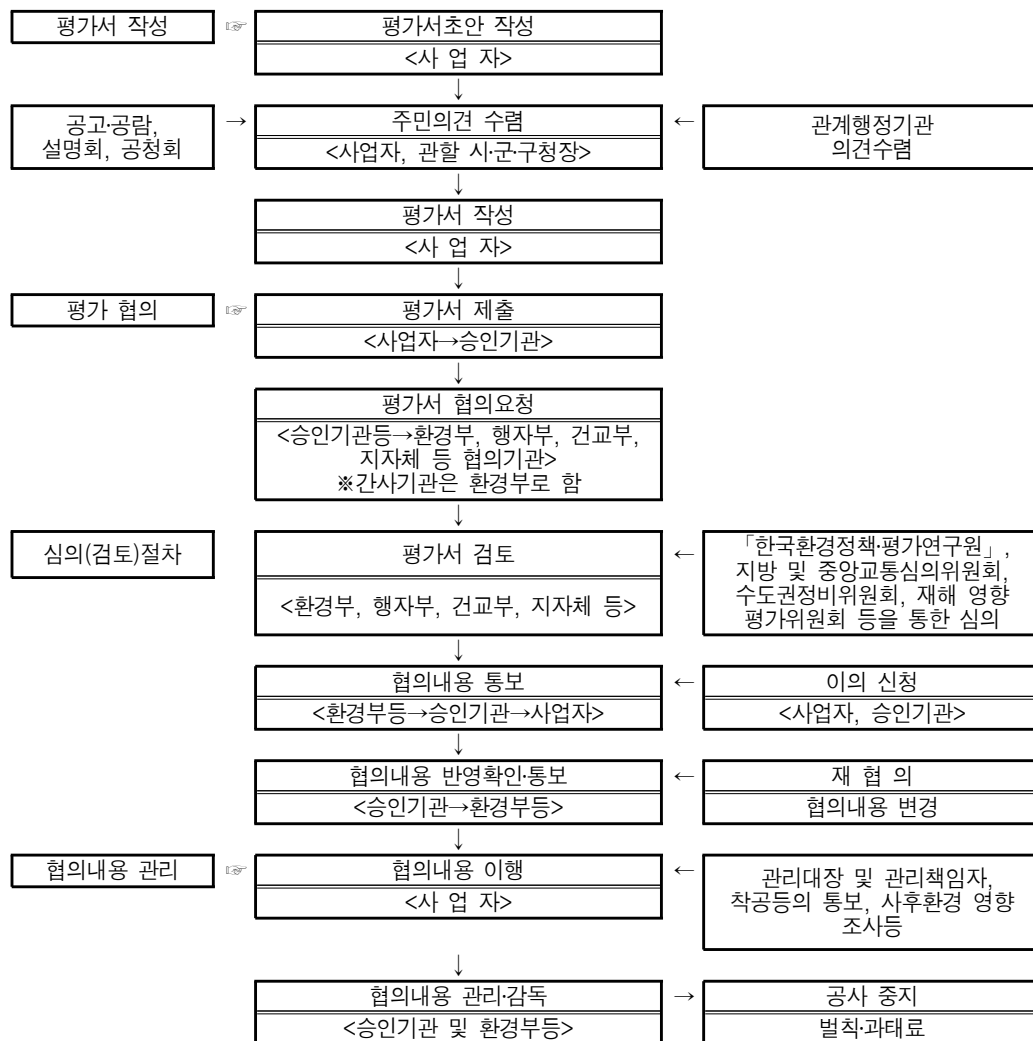 평가서 작성 ☞ 평가서초안 작성
<사 업 자>
↓
공고·공람,
설명회, 공청회
→
주민의견 수렴
<사업자, 관할 시·군·구청장>
←
관계행정기관
의견수렴
↓
평가서 작성
<사 업 자>
↓
평가 협의 ☞ 평가서 제출
<사업자→승인기관>
↓
평가서 협의요청
<승인기관등→환경부, 행자부, 건교부,
지자체 등 협의기관>
※간사기관은 환경부로 함
↓
심의(검토)절차
평가서 검토
<환경부, 행자부, 건교부, 지자체 등>
←
「한국환경정책·평가연구원」,
지방 및 중앙교통심의위원회,
수도권정비위원회, 재해 영향
평가위원회 등을 통한 심의
↓
협의내용 통보
<환경부등→승인기관→사업자>
←
이의 신청
<사업자, 승인기관>
↓
협의내용 반영확인·통보
<승인기관→환경부등>
←
재 협 의
협의내용 변경
↓
협의내용 관리 ☞ 협의내용 이행
<사 업 자>
←
관리대장 및 관리책임자,
착공등의 통보, 사후환경 영향
조사등
↓
협의내용 관리·감독
<승인기관 및 환경부등>
→
공사 중지
벌칙·과태료